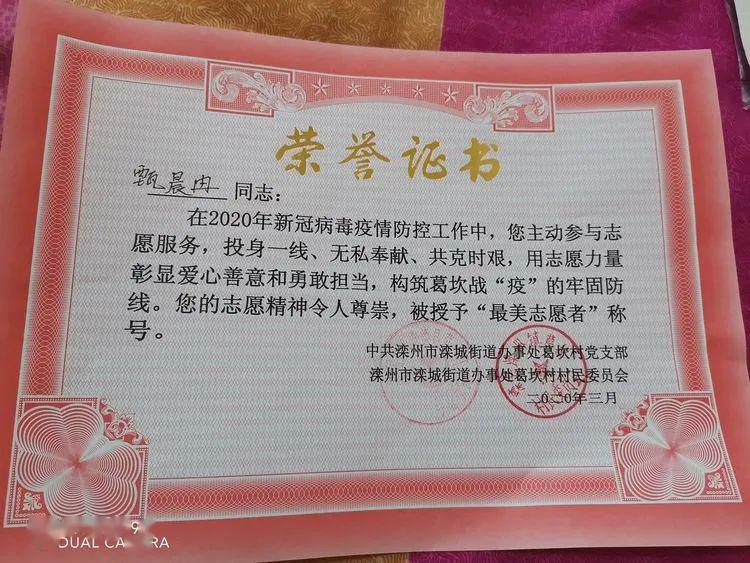 荣誉证书
甄晨冉 同志：
在2020年新冠病毒疫情防控工作中，您主动参与志
愿服务，投身一线、无私奉献、共克时艰，用志愿力量
彰显爱心善意和勇敢担当，构筑葛坎战“疫”的牢固防
线。您的志愿精神令人尊崇，被授予“最美志愿者”称
号。
中共滦州市滦城街道办事处葛坎村党支部
滦州市滦城街道办事处葛坎村村民委员会
二〇二〇年三月
DUAL CAMERA